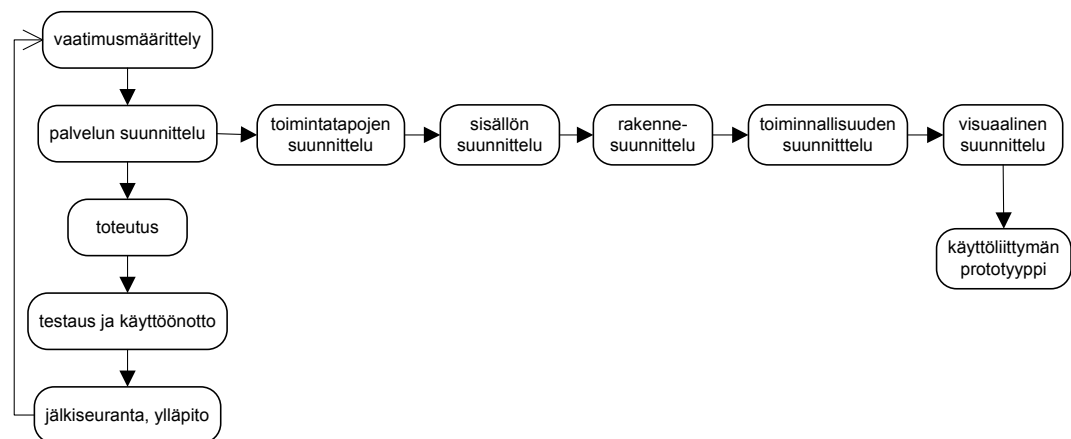 vaatimusmäärittely
palvelun suunnittelu
toimintatapojen
suunnittelu
sisällön
suunnittelu
rakenne-
suunnittelu
toiminnallisuuden
suunnitttelu
visuaalinen
suunnittelu
toteutus
käyttöliittymän
prototyyppi
testaus ja käyttöönotto
jälkiseuranta, ylläpito